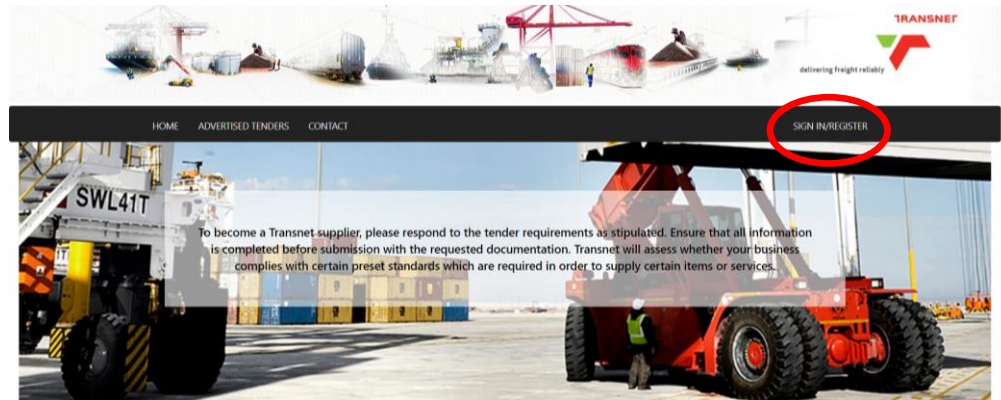 TRANSNET
delivering freight reliably
HOME ADVERTISED TENDERS CONTACT SIGN IN/REGISTER
SWL41T
To become a Transnet supplier, please respond to the tender requirements as stipulated. Ensure that all information
is completed before submission with the requested documentation. Transnet will assess whether your business
complies with certain preset standards which are required in order to supply certain items or services.